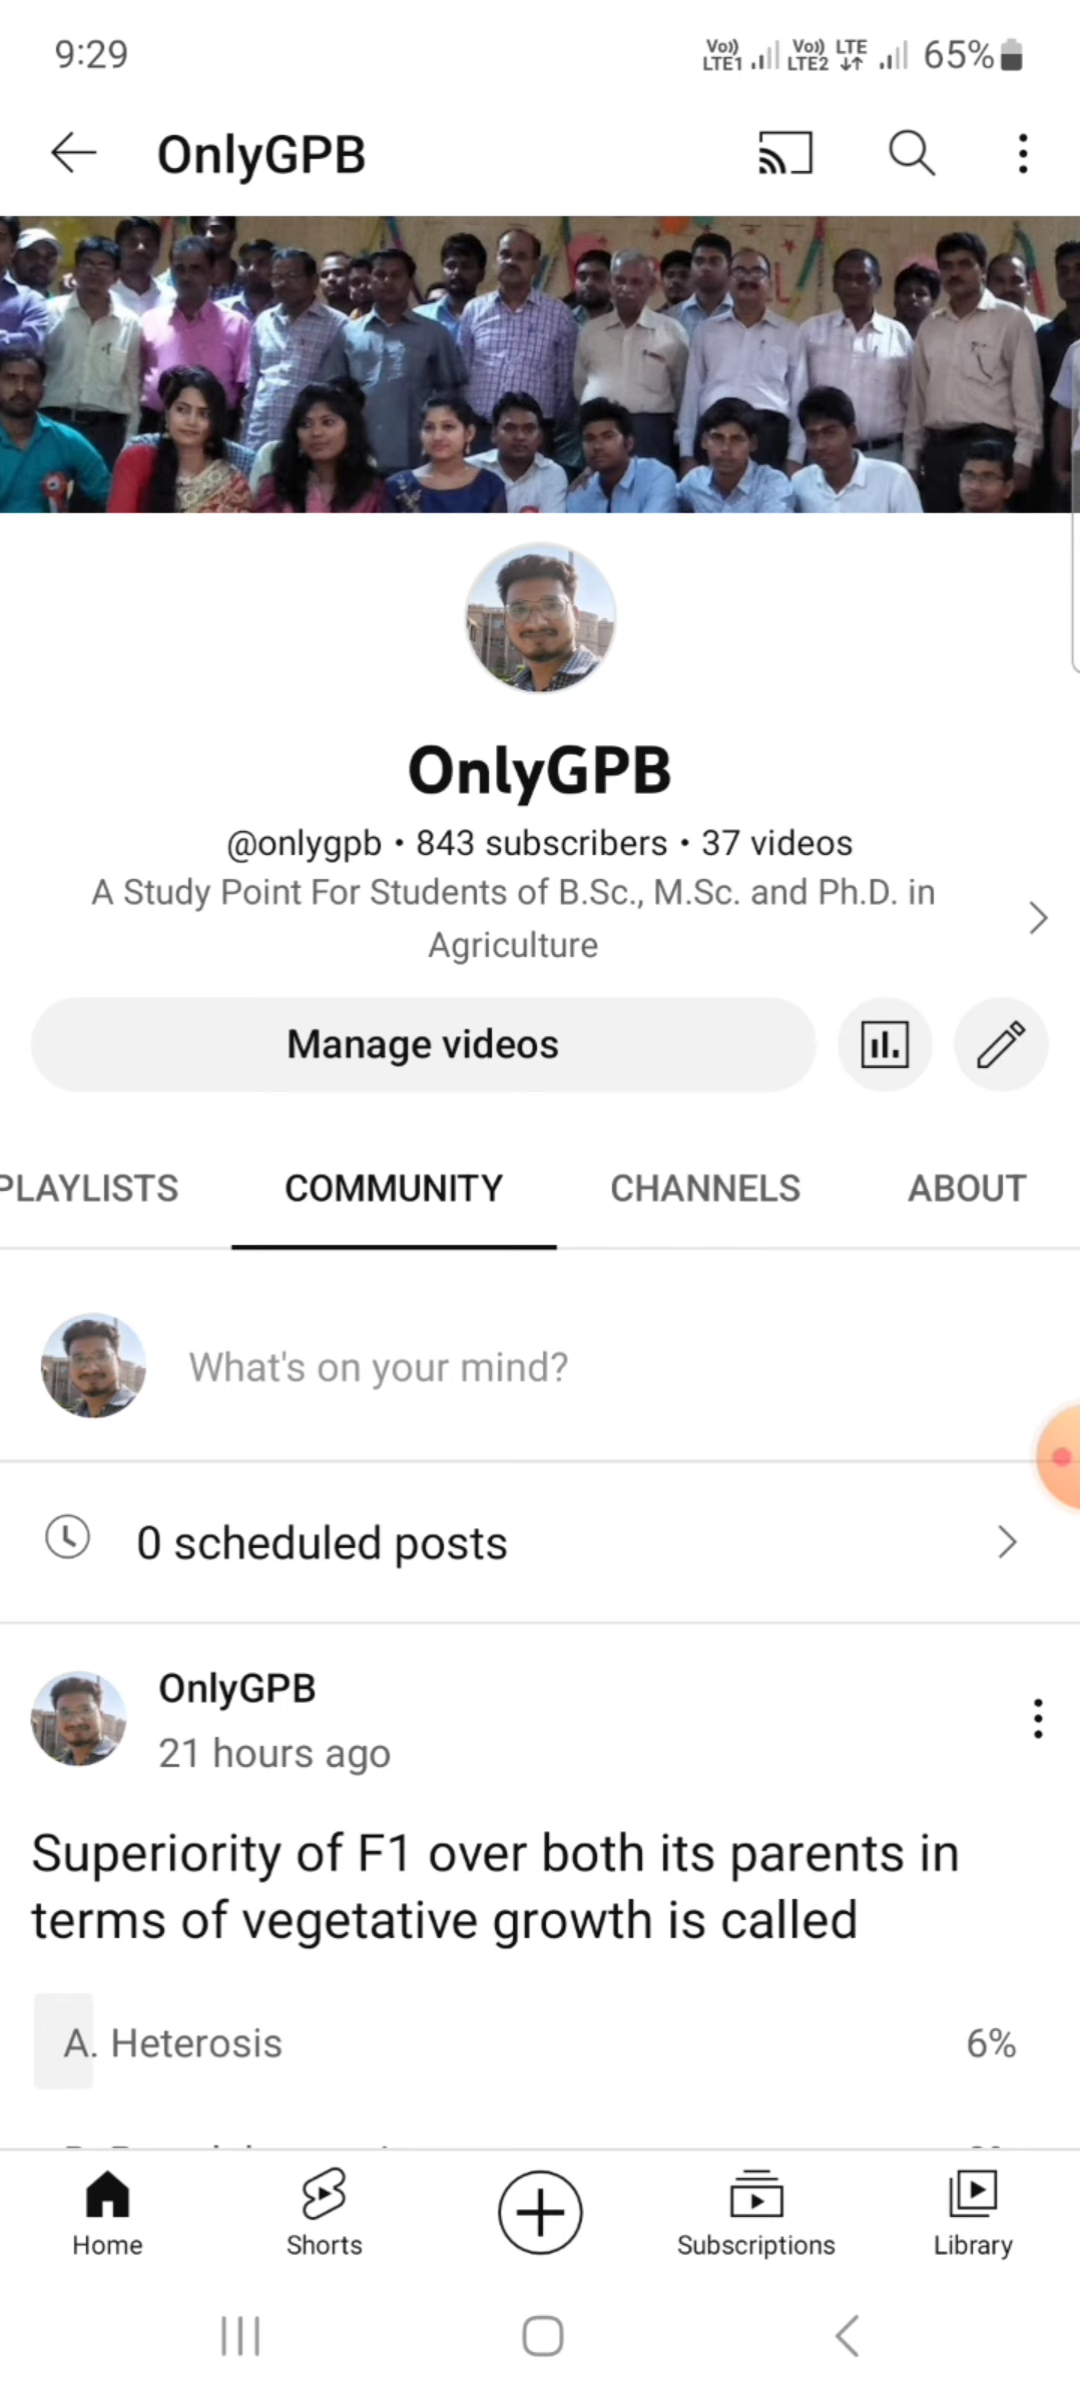 9:29
Vo)) LTE1 Vo)) LTE2 LTE 65%
OnlyGPB
OnlyGPB
@onlygpb • 843 subscribers • 37 videos
A Study Point For Students of B.Sc., M.Sc. and Ph.D. in
Agriculture
Manage videos
PLAYLISTS COMMUNITY CHANNELS ABOUT
What's on your mind?
0 scheduled posts
OnlyGPB
21 hours ago
Superiority of F1 over both its parents in
terms of vegetative growth is called
A. Heterosis 6%
Home Shorts Subscriptions Library